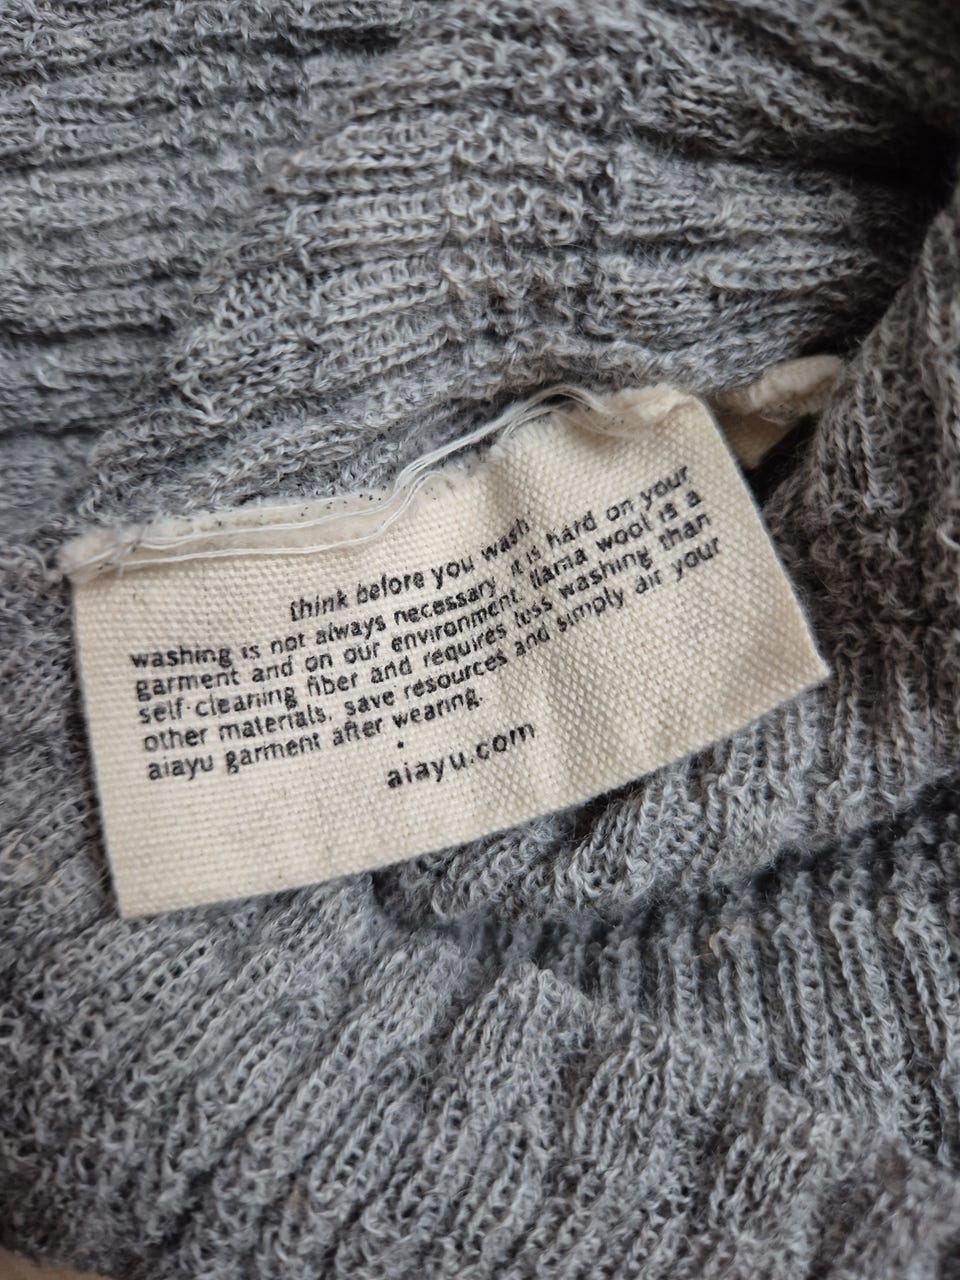 think before you wash
washing is not always necessary. it is hard on your
garment and on our environment. llama wool is a
self-cleaning fiber and requires less washing than
other materials. save resources and simply air your
aiayu garment after wearing.
aiayu.com